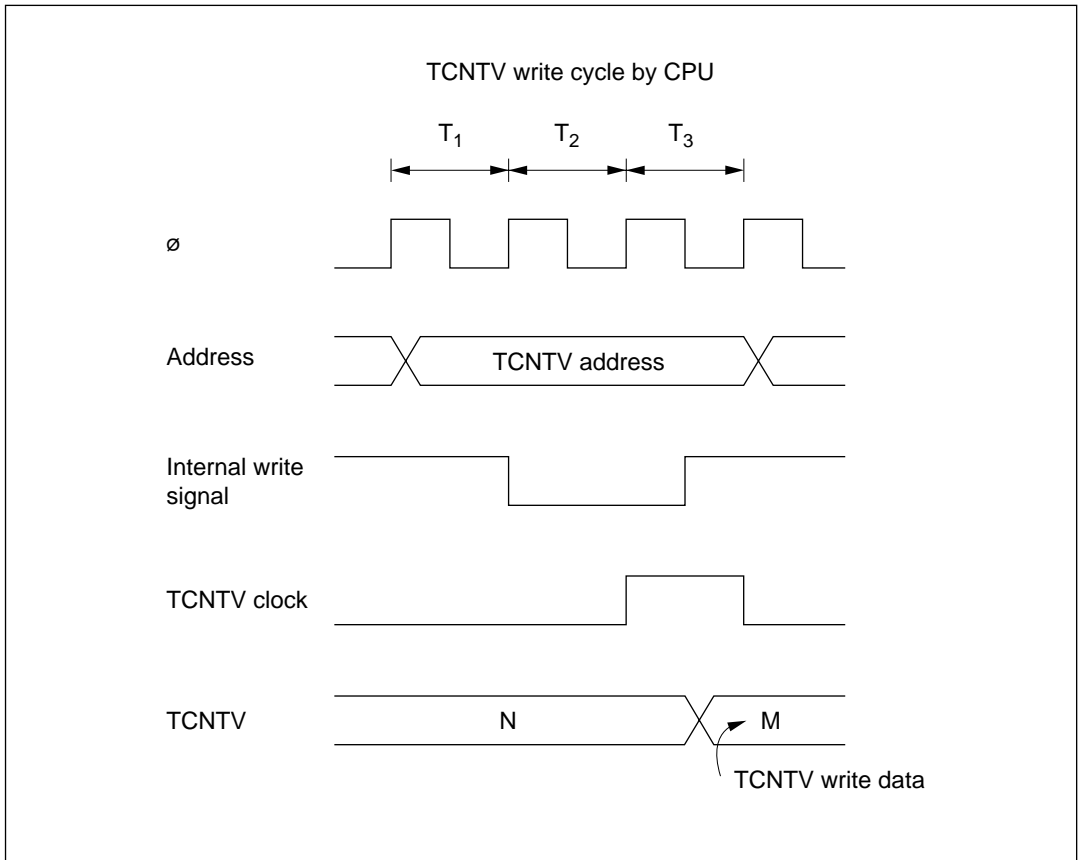 TCNTV write cycle by CPU
T1 T2 T3
ø
Address TCNTV address
Internal write
signal
TCNTV clock
TCNTV N M
TCNTV write data